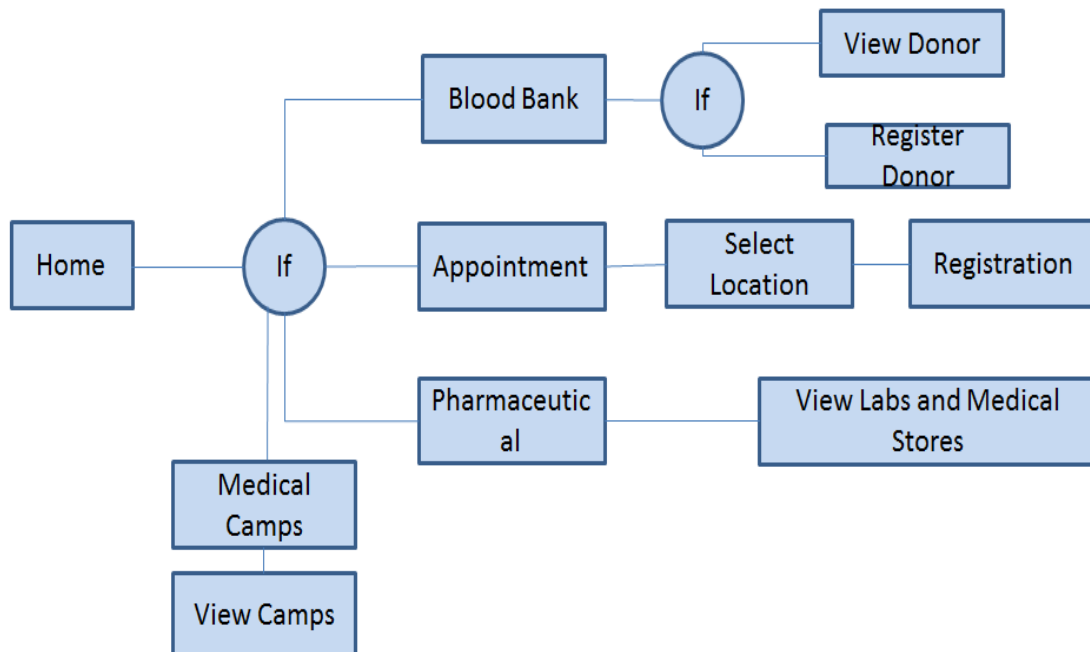 View Donor
Blood Bank
If
Register
Donor
Home
If
Appointment
Select
Location
Registration
Pharmaceutic
al
View Labs and Medical
Stores
Medical
Camps
View Camps